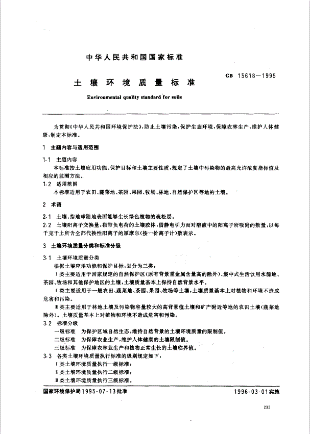 中华人民共和国国家标准
土壤环境质量标准
GB 15618—1995
Environmental quality standard for soils
为贯彻《中华人民共和国环境保护法》，防止土壤污染，保护生态环境，保障农林生产，维护人体健
康，制定本标准。
1 主题内容与适用范围
1.1 主题内容
本标准按土壤应用功能、保护目标和土壤主要性质，规定了土壤中污染物的最高允许浓度指标值及
相应的监测方法。
1.2 适用范围
本标准适用于农田、蔬菜地、茶园、果园、牧场、林地、自然保护区等地的土壤。
2 术语
2.1 土壤：指地球陆地表面能够生长绿色植物的疏松层。
2.2 土壤阳离子交换量：指带负电荷的土壤胶体，借静电引力而对溶液中的阳离子所吸附的数量，以每
千克干土所含全部代换性阳离子的厘摩尔（按一价离子计）数表示。
3 土壤环境质量分类和标准分级
3.1 土壤环境质量分类
根据土壤应用功能和保护目标，划分为三类：
Ⅰ类主要适用于国家规定的自然保护区（原有背景重金属含量高的除外）、集中式生活饮用水源地、
茶园、牧场和其他保护地区的土壤，土壤质量基本上保持自然背景水平。
Ⅱ类主要适用于一般农田、蔬菜地、茶园、果园、牧场等土壤，土壤质量基本上对植物和环境不造成
危害和污染。
Ⅲ类主要适用于林地土壤及污染物容量较大的高背景值土壤和矿产附近等地的农田土壤（蔬菜地
除外）。土壤质量基本上对植物和环境不造成危害和污染。
3.2 标准分级
一级标准 为保护区域自然生态，维持自然背景的土壤环境质量的限制值。
二级标准 为保障农业生产，维护人体健康的土壤限制值。
三级标准 为保障农林业生产和植物正常生长的土壤临界值。
3.3 各类土壤环境质量执行标准的级别规定如下：
Ⅰ类土壤环境质量执行一级标准；
Ⅱ类土壤环境质量执行二级标准；
Ⅲ类土壤环境质量执行三级标准。
国家环境保护局1995-07-13批准
1996-03-01实施